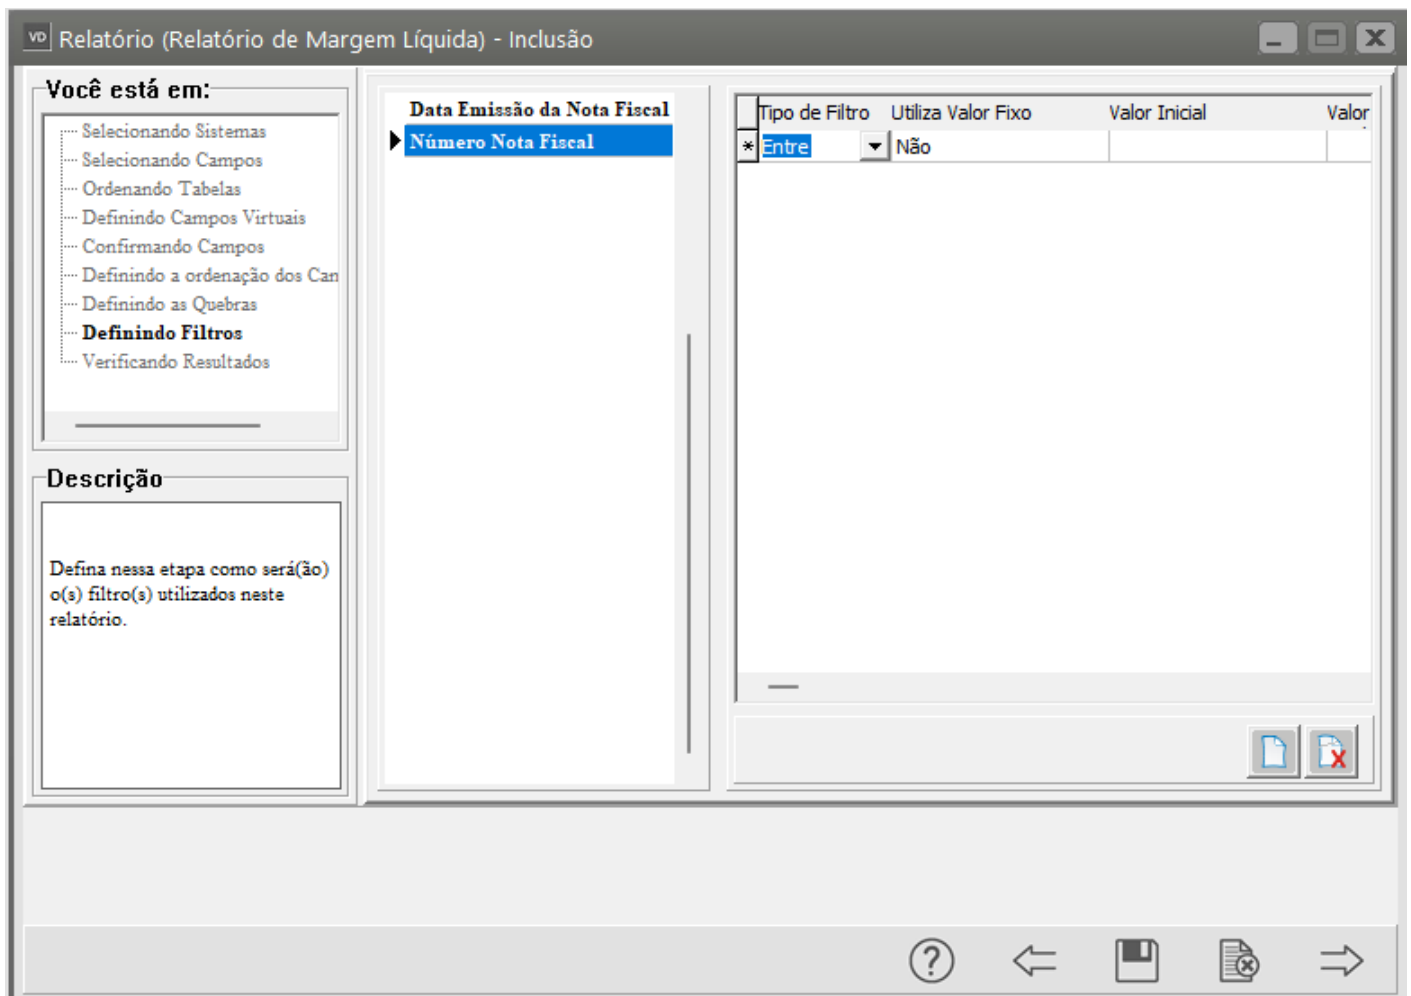 VD Relatório (Relatório de Margem Líquida) - Inclusão
Você está em:
Selecionando Sistemas
Selecionando Campos
Ordenando Tabelas
Definindo Campos Virtuais
Confirmando Campos
Definindo a ordenação dos Can
Definindo as Quebras
Definindo Filtros
Verificando Resultados
Descrição
Defina nessa etapa como será(ão)
o(s) filtro(s) utilizados neste
relatório.
Data Emissão da Nota Fiscal
Número Nota Fiscal
Tipo de Filtro Utiliza Valor Fixo Valor Inicial Valor
* Entre Não